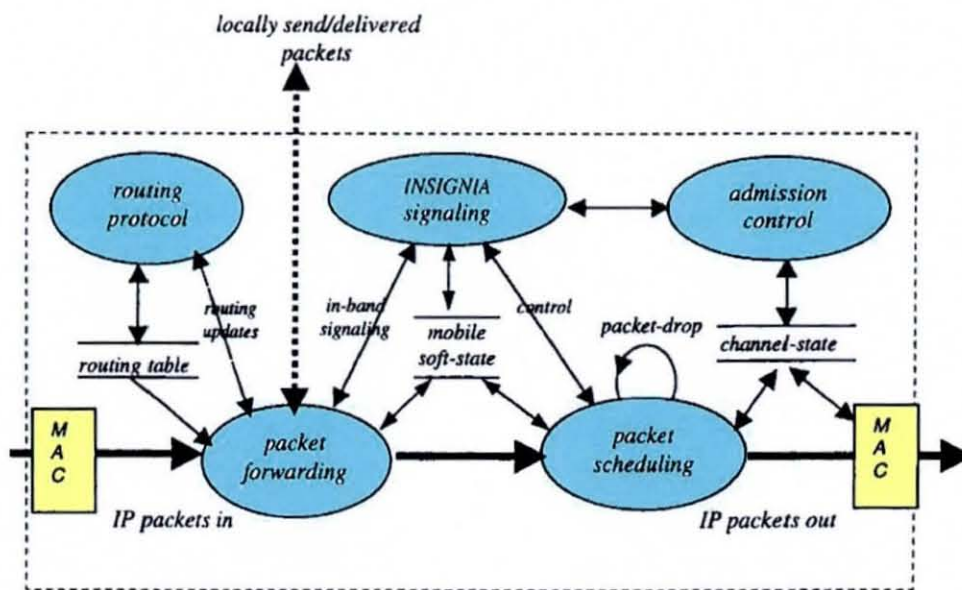 locally send/delivered
packets
routing
protocol
INSIGNIA
signaling
admission
control
routing
updates
in-band
signaling
control
mobile
soft-state
packet-drop
channel-state
routing table
M
A
C
packet
forwarding
packet
scheduling
M
A
C
IP packets in
IP packets out